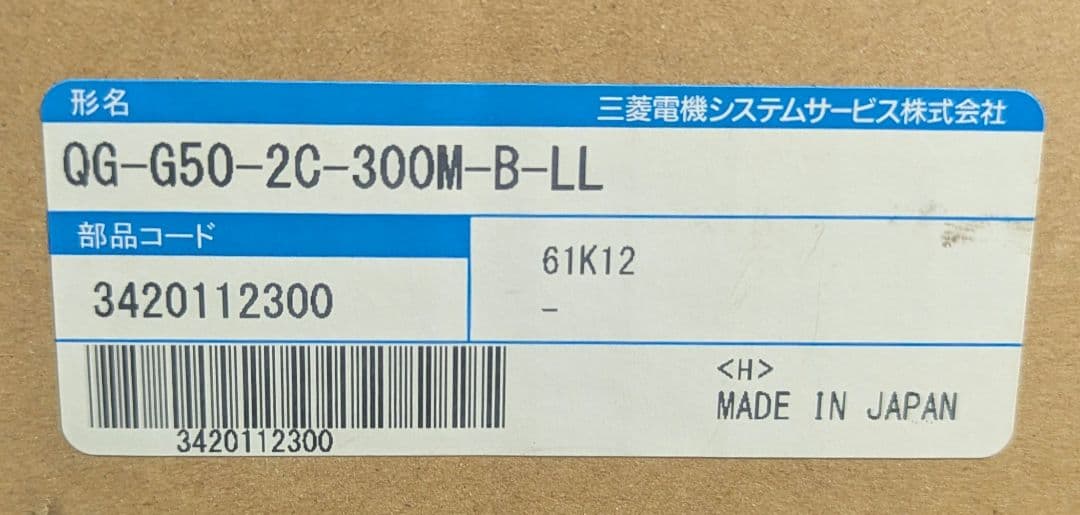 形名 三菱電機システムサービス株式会社
QG-G50-2C-300M-B-LL
部品コード
61K12
3420112300
-
<H>
MADE IN JAPAN
3420112300